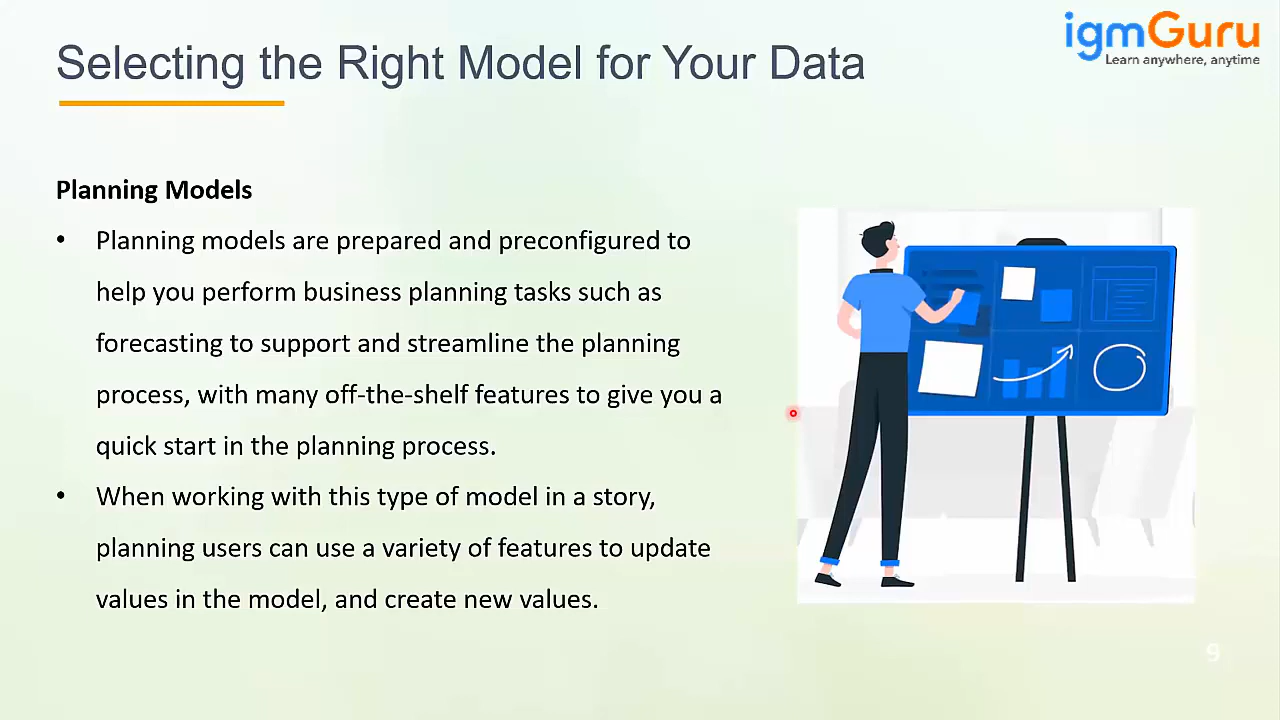 igmGuru
Learn anywhere, anytime
Selecting the Right Model for Your Data
Planning Models
• Planning models are prepared and preconfigured to
help you perform business planning tasks such as
forecasting to support and streamline the planning
process, with many off-the-shelf features to give you a
quick start in the planning process.
• When working with this type of model in a story,
planning users can use a variety of features to update
values in the model, and create new values.
9